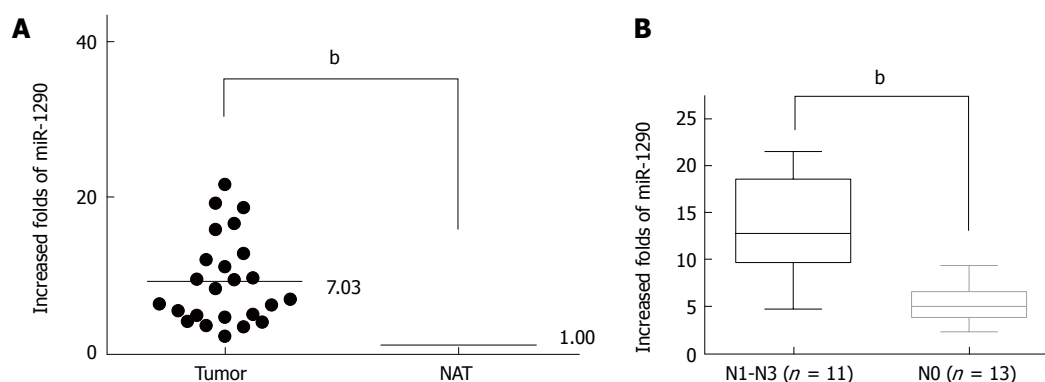 A
Increased folds of miR-1290
40
20
0
b
7.03
1.00
Tumor
NAT
B
Increased folds of miR-1290
25
20
15
10
5
0
b
N1-N3 (n = 11)
N0 (n = 13)